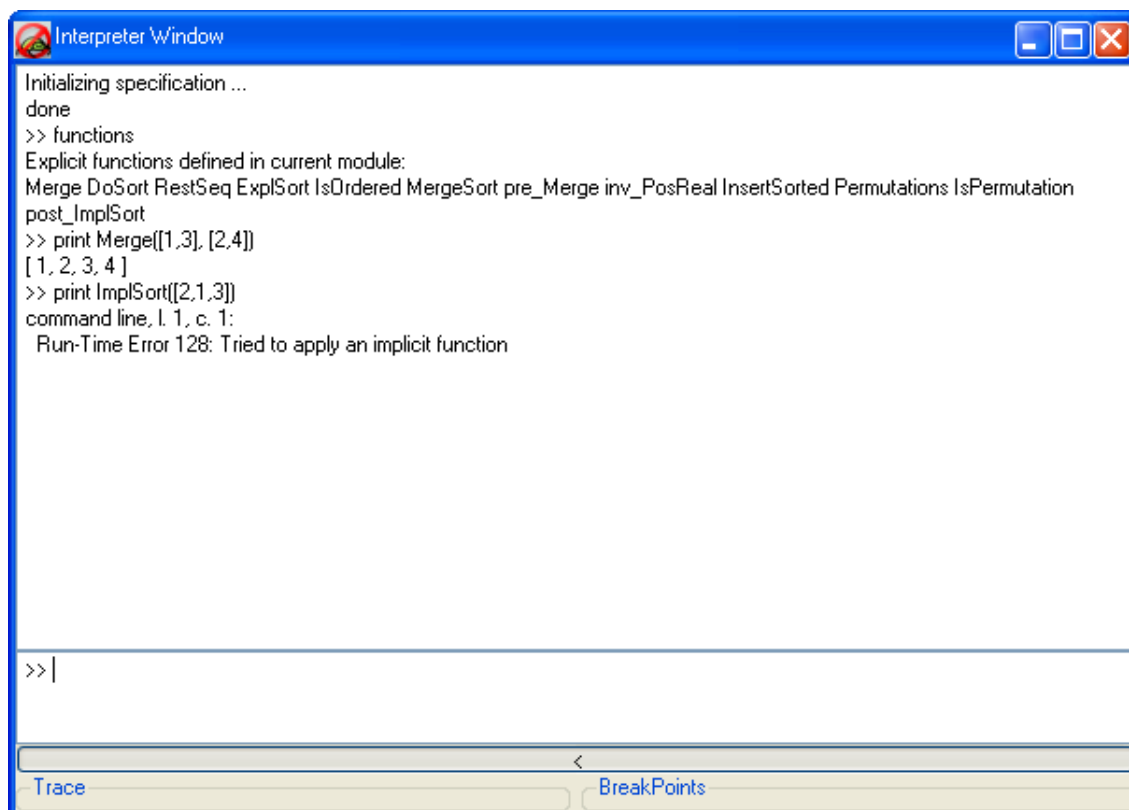 Interpreter Window
Initializing specification ...
done
>> functions
Explicit functions defined in current module:
Merge DoSort RestSeq ExplSort IsOrdered MergeSort pre_Merge inv_PosReal InsertSorted Permutations IsPermutation
post_ImplSort
>> print Merge([1,3], [2,4])
[ 1, 2, 3, 4 ]
>> print ImplSort([2,1,3])
command line, l. 1, c. 1:
Run-Time Error 128: Tried to apply an implicit function
>>
<
Trace
BreakPoints